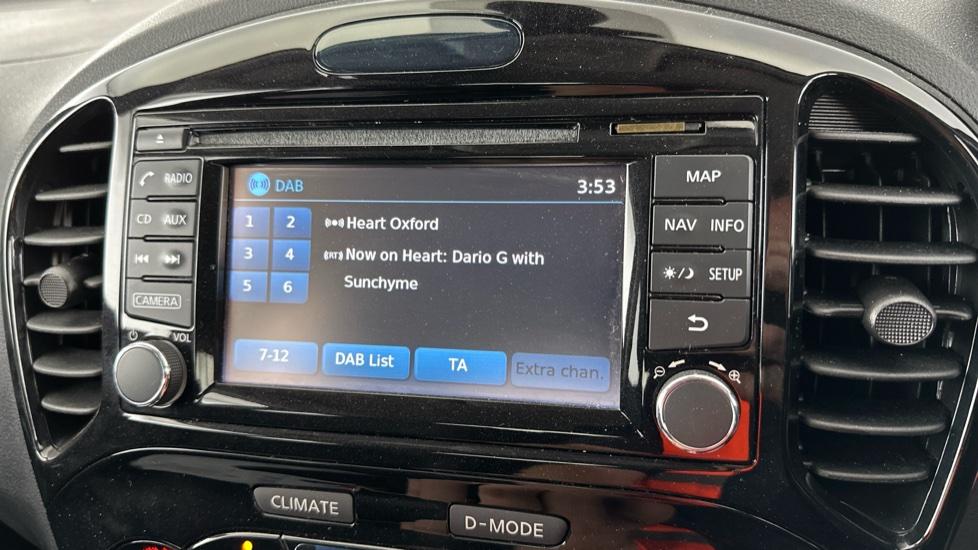 RADIO
CD AUX
CAMERA
VOL
DAB 3:53
1 2
3 4
5 6
Heart Oxford
(RT) Now on Heart: Dario G with
Sunchyme
7-12 DAB List TA Extra chan.
MAP
NAV INFO
SETUP
CLIMATE
D-MODE